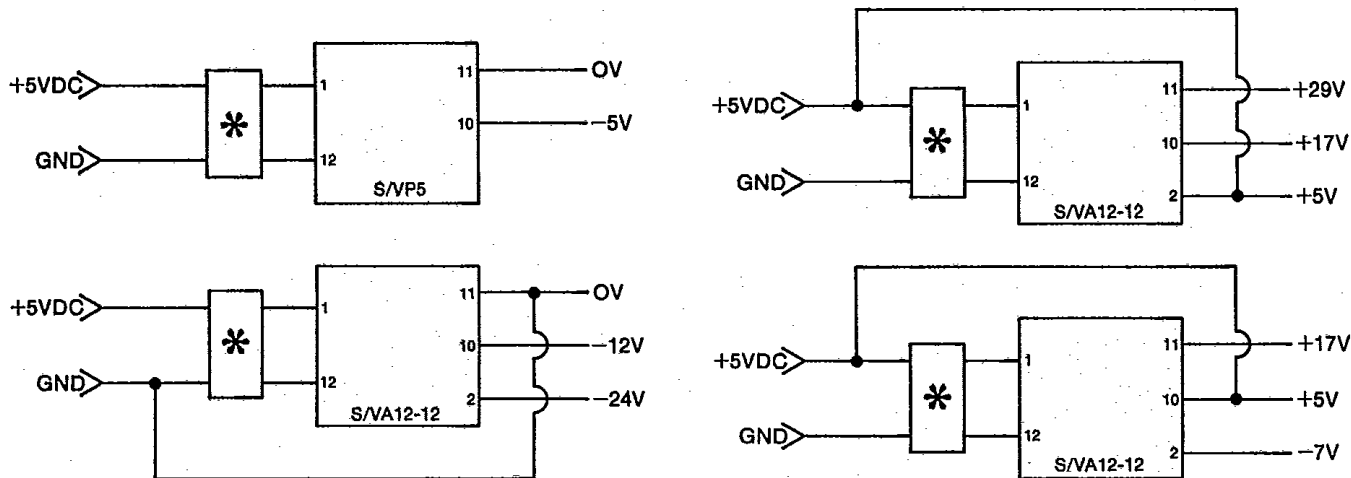 +5VDC
GND
*
1
12
11
10
S/VP5
0V
−5V
+5VDC
GND
*
1
12
11
10
2
S/VA12-12
+29V
+17V
+5V
+5VDC
GND
*
1
12
11
10
2
S/VA12-12
0V
−12V
−24V
+5VDC
GND
*
1
12
11
10
2
S/VA12-12
+17V
+5V
−7V